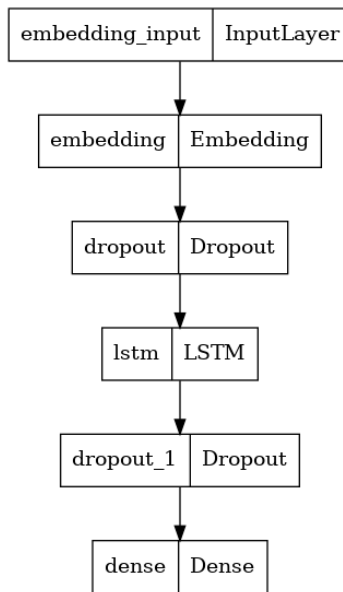 embedding_input InputLayer
embedding Embedding
dropout Dropout
lstm LSTM
dropout_1 Dropout
dense Dense